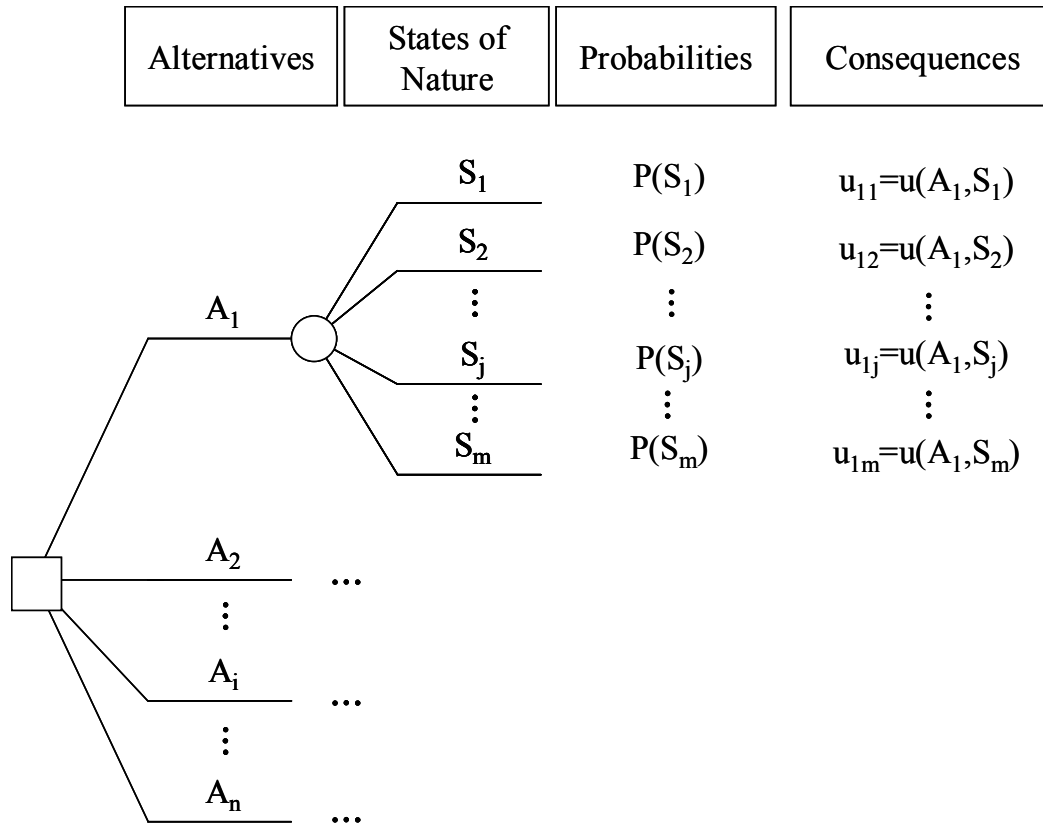 Alternatives
States of
Nature
Probabilities
Consequences
S₁ P(S₁) u₁₁=u(A₁,S₁)
S₂ P(S₂) u₁₂=u(A₁,S₂)
⋮ ⋮ ⋮
A₁
Sⱼ P(Sⱼ) u₁ⱼ=u(A₁,Sⱼ)
⋮ ⋮ ⋮
Sₘ P(Sₘ) u₁ₘ=u(A₁,Sₘ)
A₂ ...
⋮
Aᵢ ...
⋮
Aₙ ...